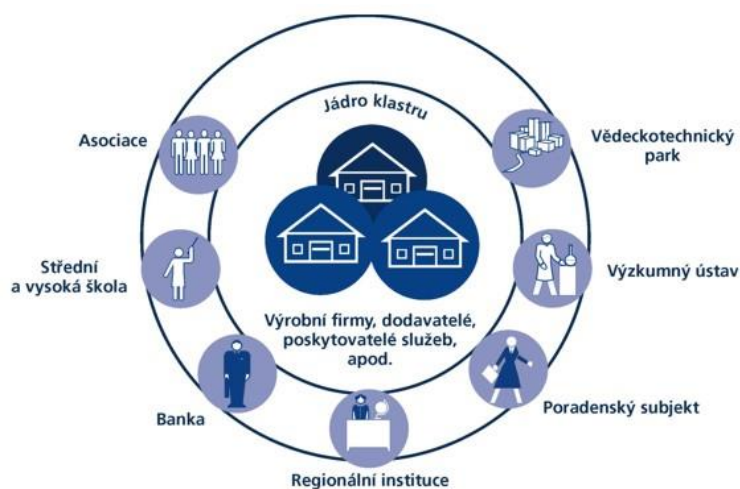 Jádro klastru
Asociace
Vědeckotechnický
park
Střední
a vysoká škola
Výzkumný ústav
Výrobní firmy, dodavatelé,
poskytovatelé služeb,
apod.
Banka
Poradenský subjekt
Regionální instituce